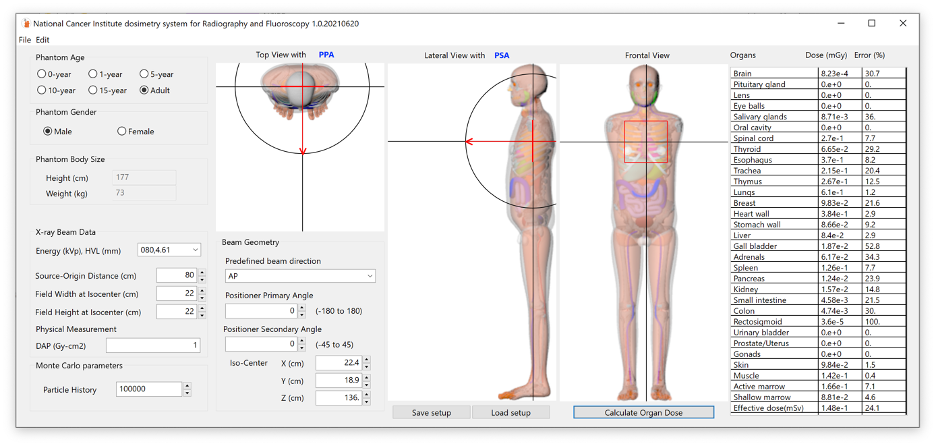 National Cancer Institute dosimetry system for Radiography and Fluoroscopy 1.0.20210620
File Edit
Phantom Age
0-year 1-year 5-year
10-year 15-year Adult
Phantom Gender
Male Female
Phantom Body Size
Height (cm) 177
Weight (kg) 73
X-ray Beam Data
Energy (kVp), HVL (mm) 080,4.61
Source-Origin Distance (cm) 80
Field Width at Isocenter (cm) 22
Field Height at Isocenter (cm) 22
Physical Measurement
DAP (Gy-cm2) 1
Monte Carlo parameters
Particle History 100000
Top View with PPA
Beam Geometry
Predefined beam direction
AP
Positioner Primary Angle
0 (-180 to 180)
Positioner Secondary Angle
0 (-45 to 45)
Iso-Center X (cm) 22.4
Y (cm) 18.9
Z (cm) 136.
Lateral View with PSA
Frontal View
Save setup Load setup Calculate Organ Dose
Organs Dose (mGy) Error (%)
Brain 8.23e-4 30.7
Pituitary gland 0.e+0 0.
Lens 0.e+0 0.
Eye balls 0.e+0 0.
Salivary glands 8.71e-3 36.
Oral cavity 0.e+0 0.
Spinal cord 2.7e-1 7.7
Thyroid 6.65e-2 29.2
Esophagus 3.7e-1 8.2
Trachea 2.15e-1 20.4
Thymus 2.67e-1 12.5
Lungs 6.1e-1 1.2
Breast 9.83e-2 21.6
Heart wall 3.84e-1 2.9
Stomach wall 8.66e-2 9.2
Liver 8.4e-2 2.9
Gall bladder 1.87e-2 52.8
Adrenals 6.17e-2 34.3
Spleen 1.26e-1 7.7
Pancreas 1.24e-2 23.9
Kidney 1.57e-2 14.8
Small intestine 4.58e-3 21.5
Colon 4.74e-3 30.
Rectosigmoid 3.6e-5 100.
Urinary bladder 0.e+0 0.
Prostate/Uterus 0.e+0 0.
Gonads 0.e+0 0.
Skin 9.84e-2 1.5
Muscle 1.42e-1 0.4
Active marrow 1.66e-1 7.1
Shallow marrow 8.81e-2 4.6
Effective dose(mSv) 1.48e-1 24.1